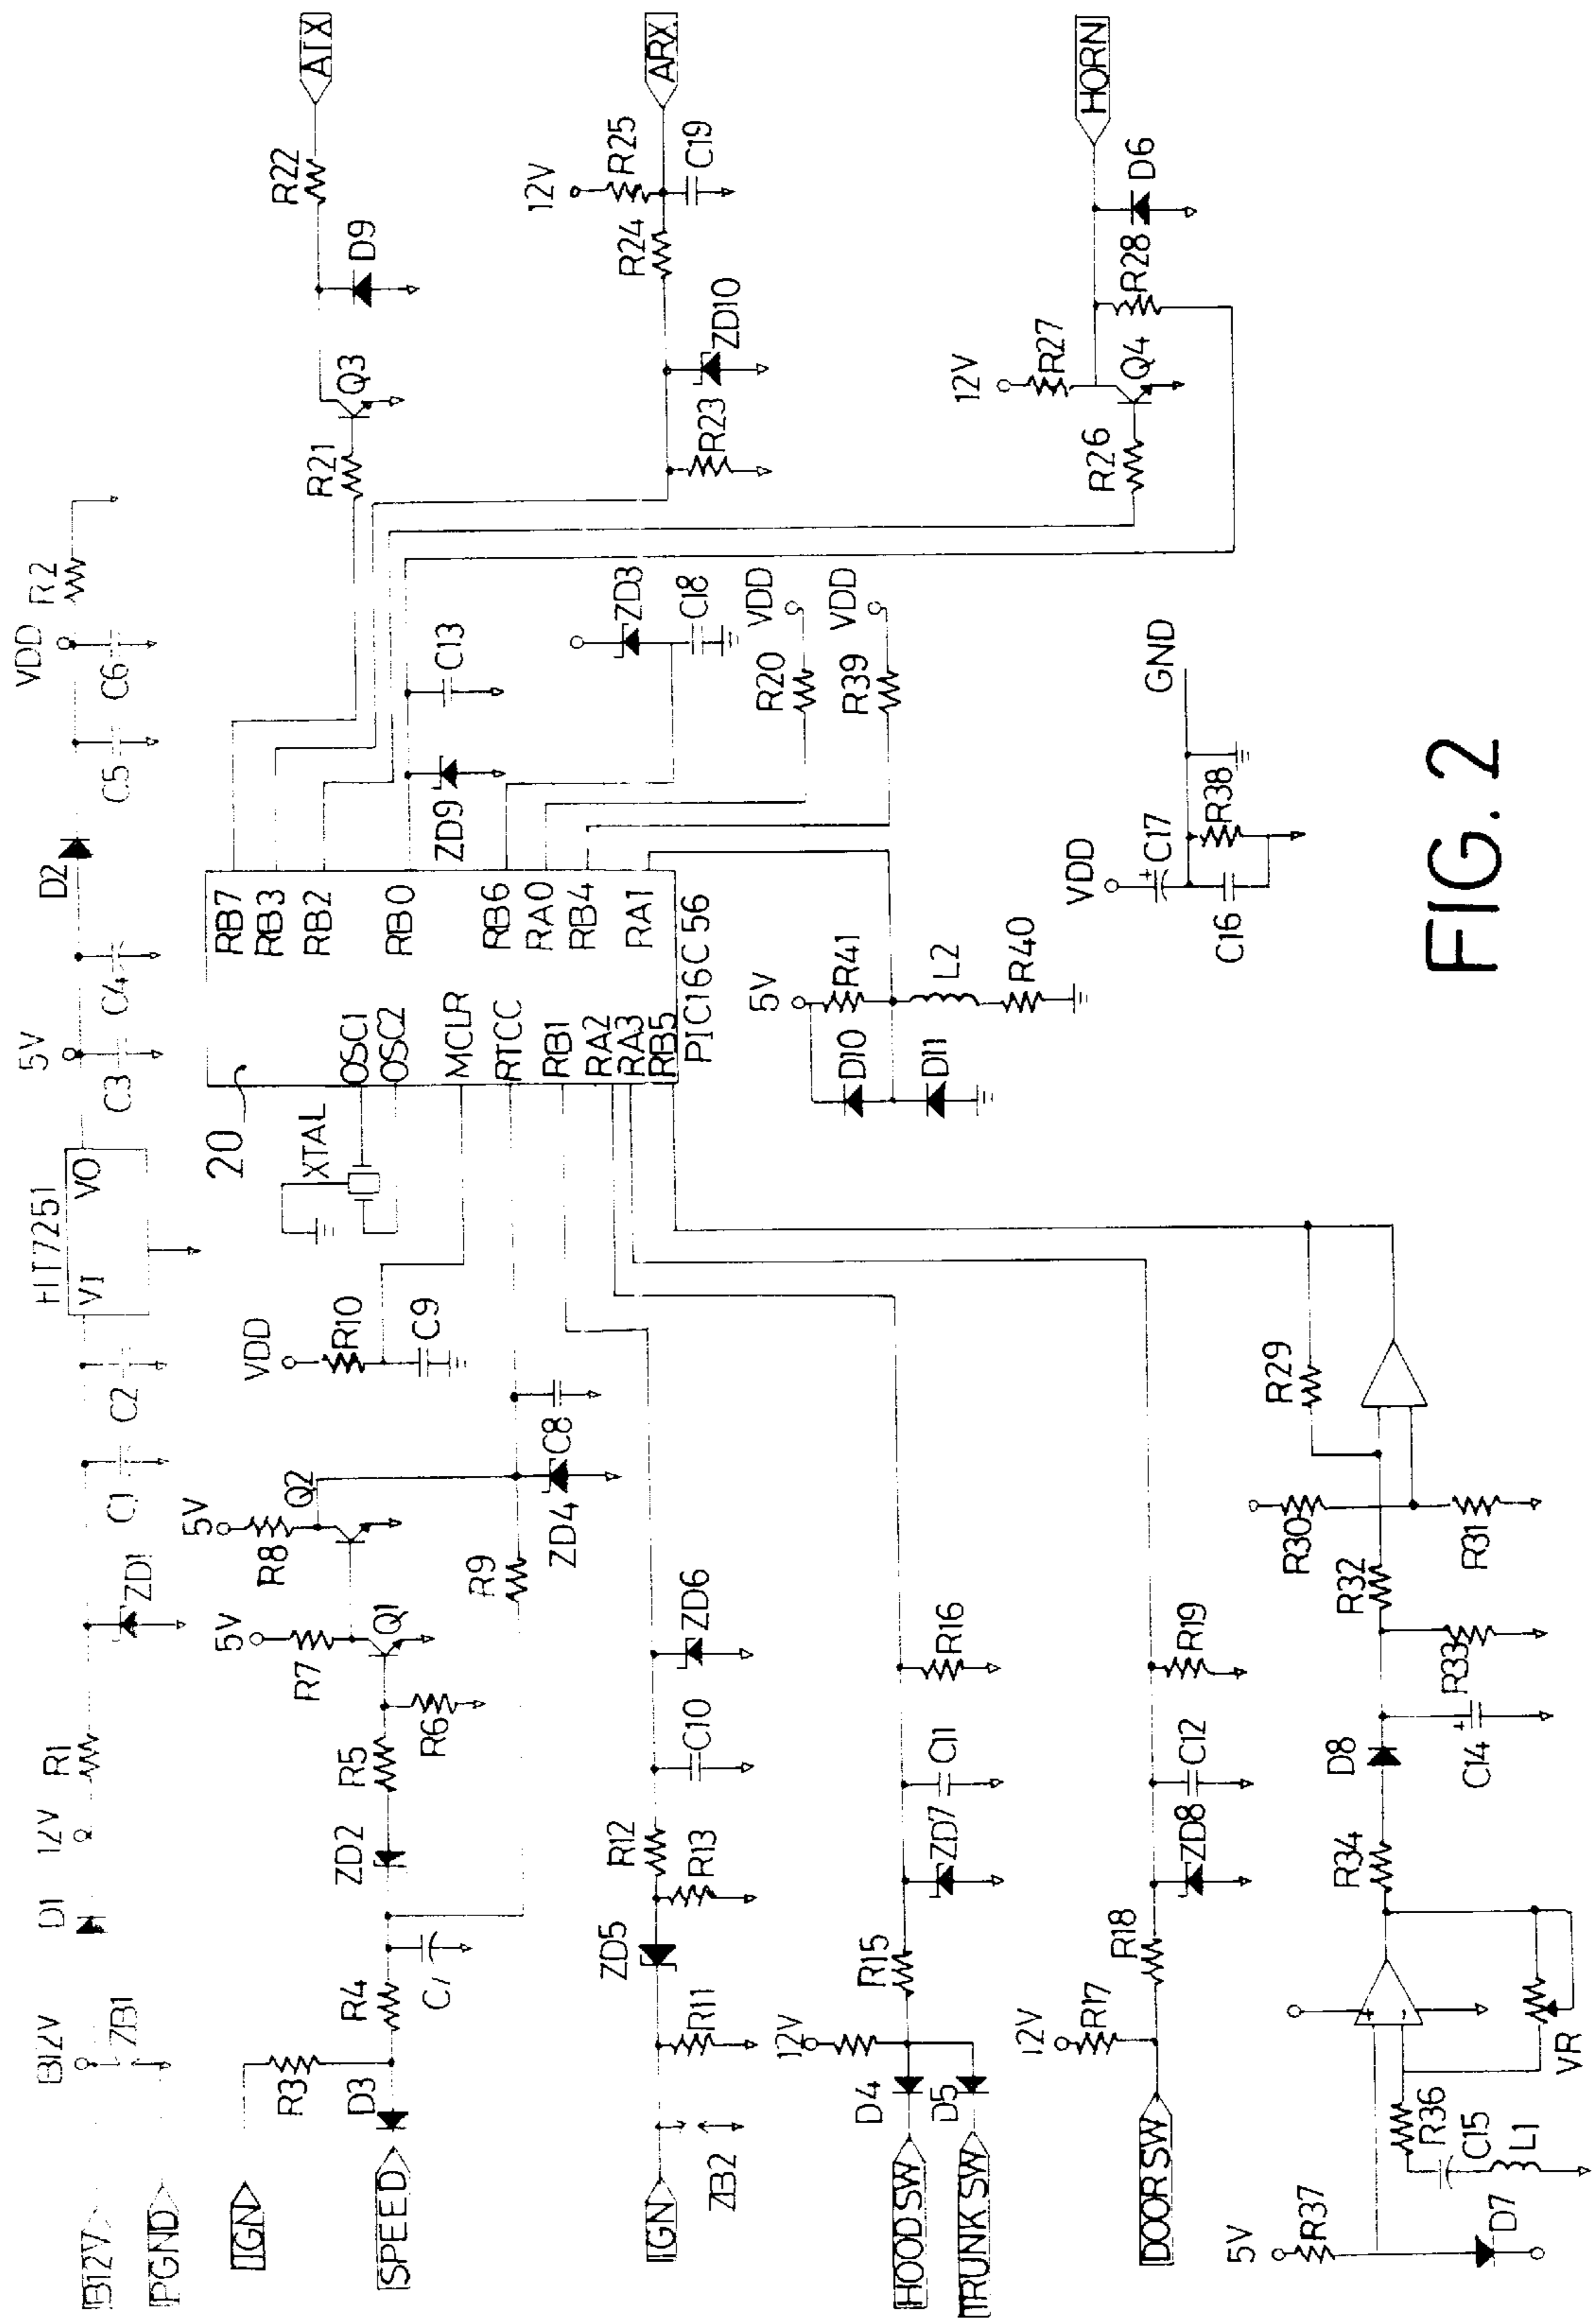 B12V
PGND
B12V
ZB1
D1
12V
R1
ZD1
C1
C2
HT7251
VI
VO
5V
C3
C4
D2
C5
VDD
C6
R2
IGN
SPEED
R3
D3
R4
C7
ZD2
R5
R6
5V
R7
Q1
5V
R8
Q2
R9
ZD4
C8
VDD
R10
C9
XTAL
20
OSC1
OSC2
MCLR
RTCC
RB1
RA2
RA3
RB5
RB7
RB3
RB2
RB0
RB6
RA0
RB4
RA1
PIC16C56
ZD9
C13
ZD3
C18
R20
VDD
R39
VDD
R21
Q3
D9
R22
ATX
R23
ZD10
R24
12V
R25
C19
ARX
R26
Q4
12V
R27
R28
D6
HORN
IGN
ZB2
R11
ZD5
R13
R12
C10
ZD6
HOOD SW
TRUNK SW
D4
D5
12V
R15
ZD7
C11
R16
DOOR SW
12V
R17
R18
ZD8
C12
R19
5V
R41
D10
D11
L2
R40
VDD
C17
C16
R38
GND
5V
R37
D7
R36
C15
L1
VR
R34
D8
C14
R33
R32
R30
R31
R29
FIG. 2